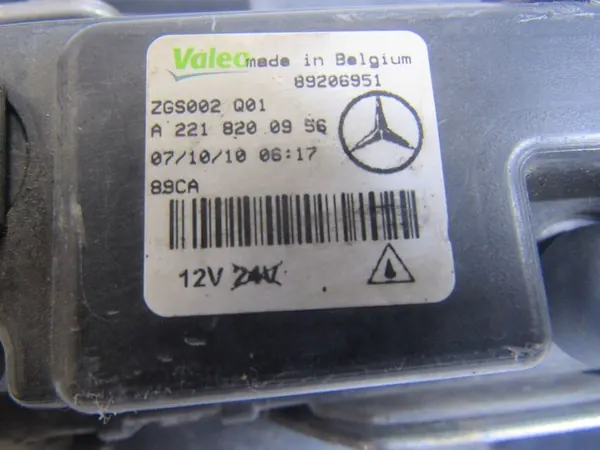 Valeo made in Belgium
89206951
ZGS002 Q01
A 221 820 09 56
07/10/10 06:17
89CA
12V 24V